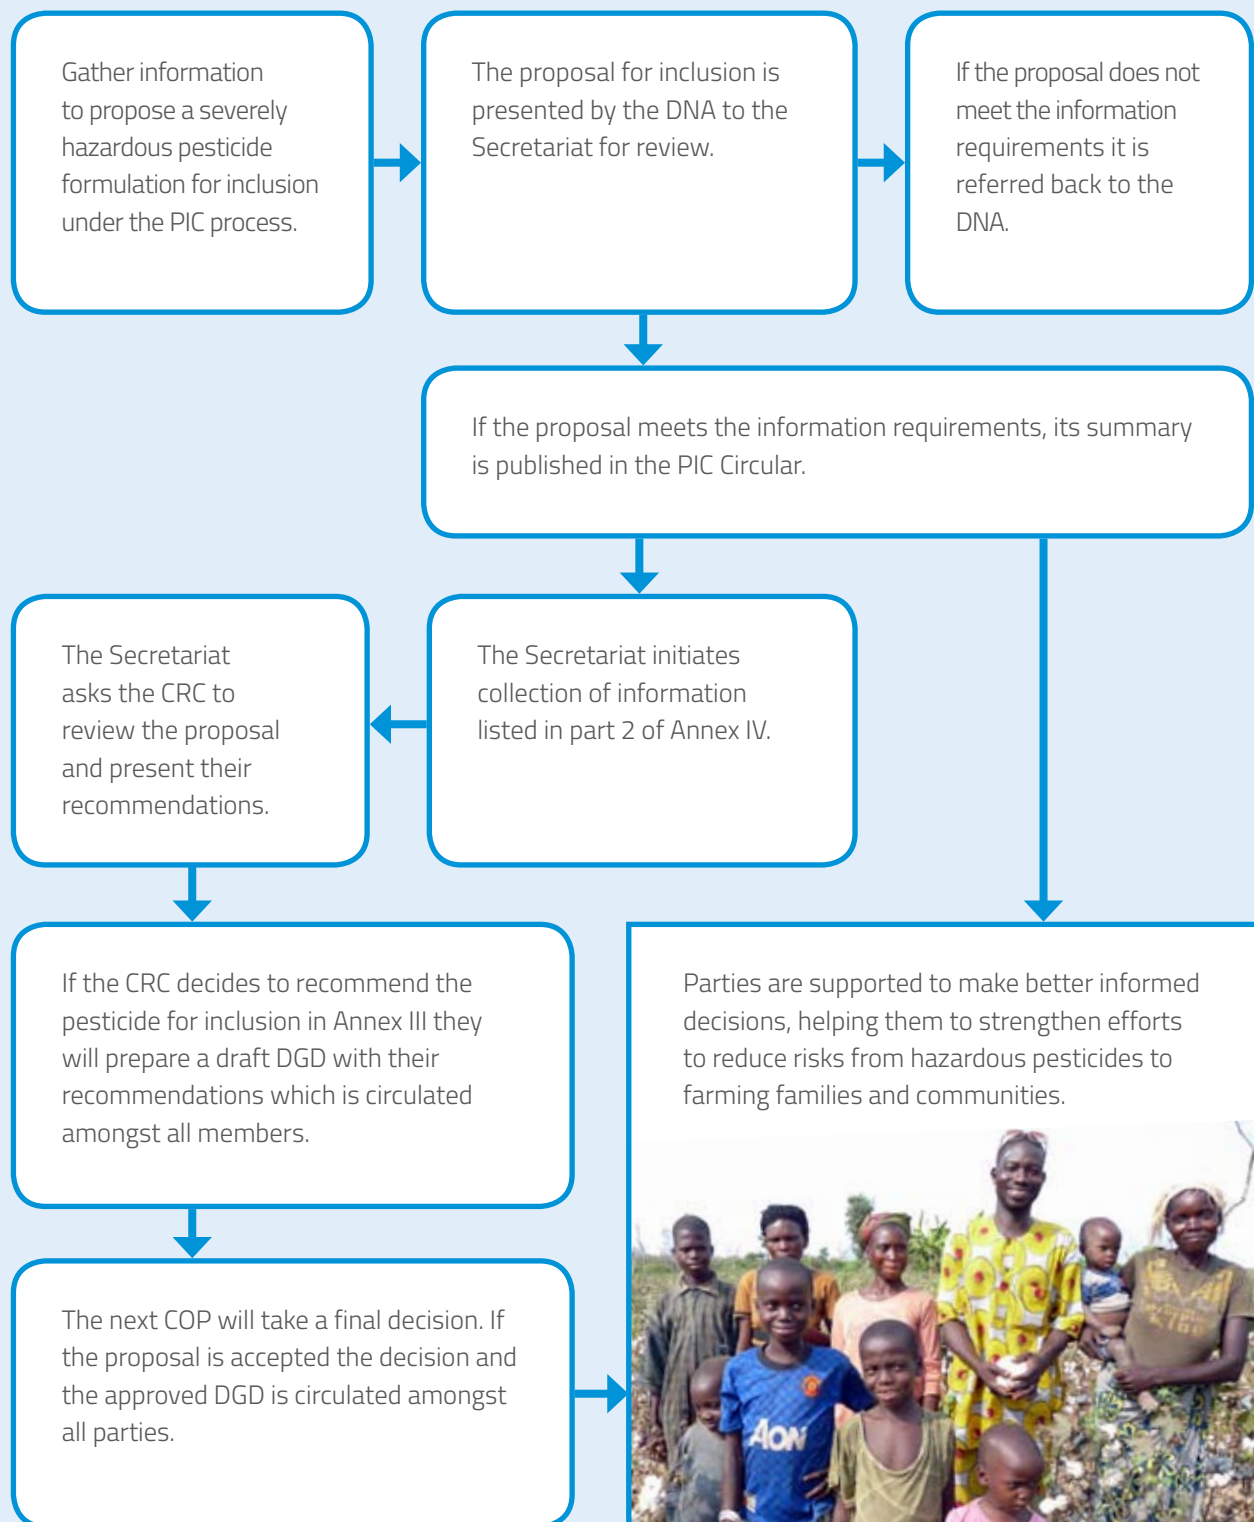 Gather information
to propose a severely
hazardous pesticide
formulation for inclusion
under the PIC process.
The proposal for inclusion is
presented by the DNA to the
Secretariat for review.
If the proposal does not
meet the information
requirements it is
referred back to the
DNA.
If the proposal meets the information requirements, its summary
is published in the PIC Circular.
The Secretariat initiates
collection of information
listed in part 2 of Annex IV.
The Secretariat
asks the CRC to
review the proposal
and present their
recommendations.
If the CRC decides to recommend the
pesticide for inclusion in Annex III they
will prepare a draft DGD with their
recommendations which is circulated
amongst all members.
The next COP will take a final decision. If
the proposal is accepted the decision and
the approved DGD is circulated amongst
all parties.
Parties are supported to make better informed
decisions, helping them to strengthen efforts
to reduce risks from hazardous pesticides to
farming families and communities.
AON